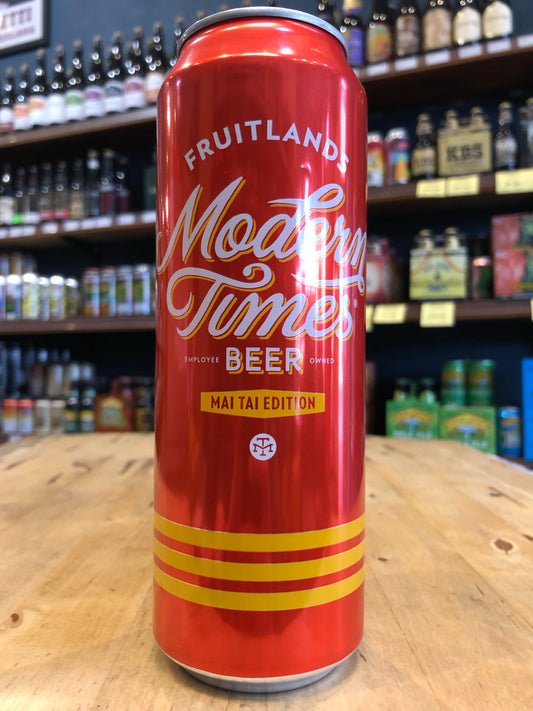 FRUITLANDS
Modern
Times®
EMPLOYEE BEER OWNED
MAI TAI EDITION
KBS